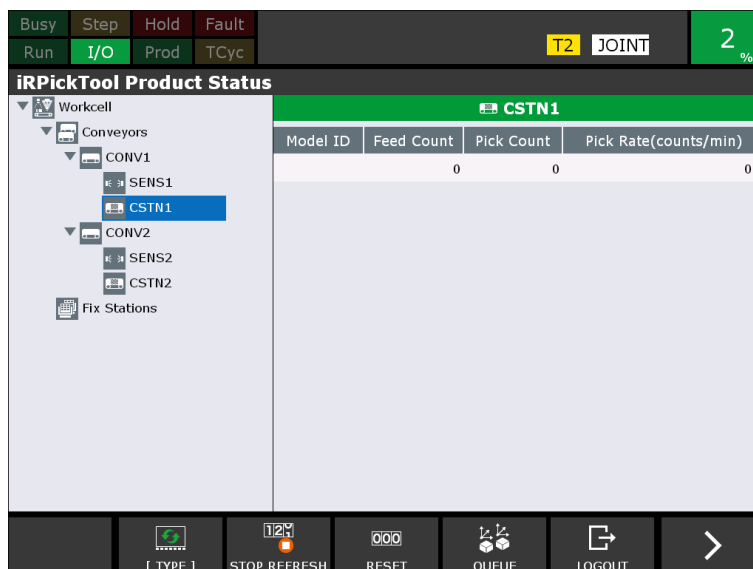 Busy Step Hold Fault
Run I/O Prod TCyc
T2 JOINT
2 %
iRPickTool Product Status
Workcell
Conveyors
CONV1
SENS1
CSTN1
CONV2
SENS2
CSTN2
Fix Stations
CSTN1
Model ID Feed Count Pick Count Pick Rate(counts/min)
0 0 0
[ TYPE ] STOP REFRESH RESET QUEUE LOGOUT